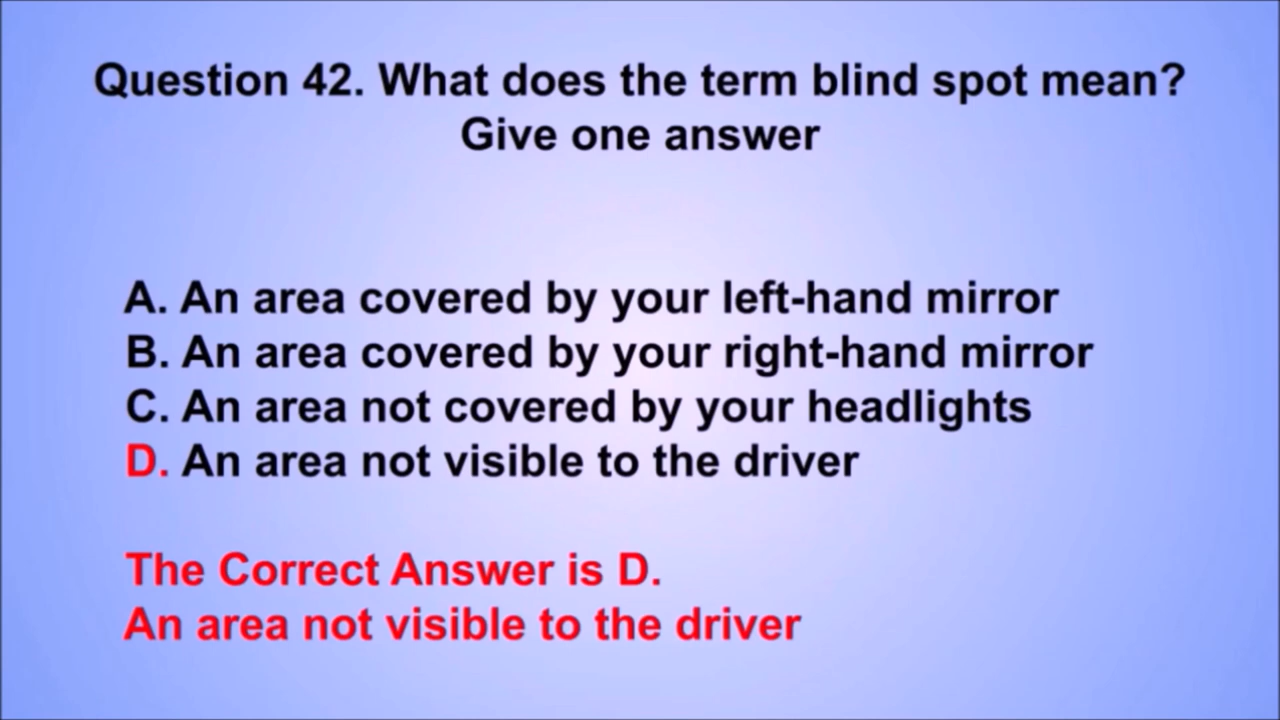 Question 42. What does the term blind spot mean?
Give one answer
A. An area covered by your left-hand mirror
B. An area covered by your right-hand mirror
C. An area not covered by your headlights
D. An area not visible to the driver
The Correct Answer is D.
An area not visible to the driver